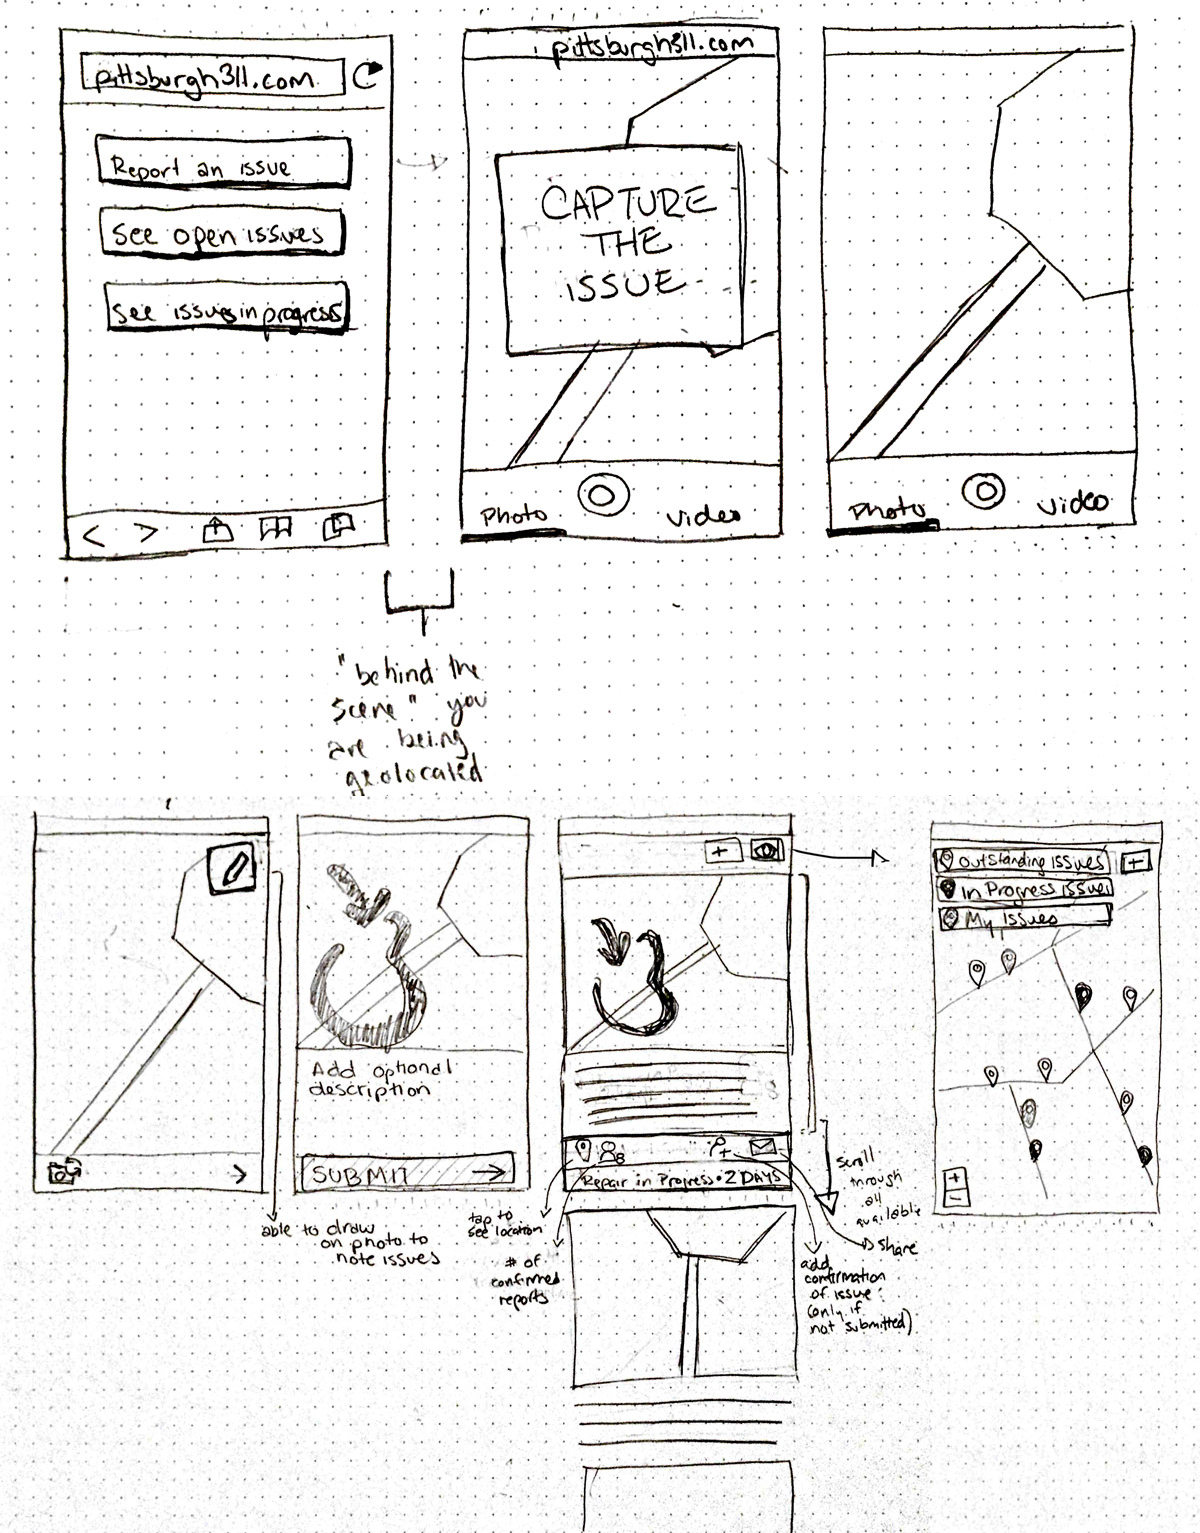 pittsburgh311.com
Report an issue
see open issues
see issues in progress
pittsburgh311.com
CAPTURE
THE
ISSUE
Photo
video
Photo
video
"behind the
scene" you
are being
geolocated
Add optional
description
SUBMIT
able to draw
on photo to
note issues
Repair in Progress • 2 DAYS
tap to
see location
# of
confirmed
reports
add
confirmation
of issue
(only if
not submitted)
Scroll
through
all
available
share
outstanding issues
In Progress issues
My Issues